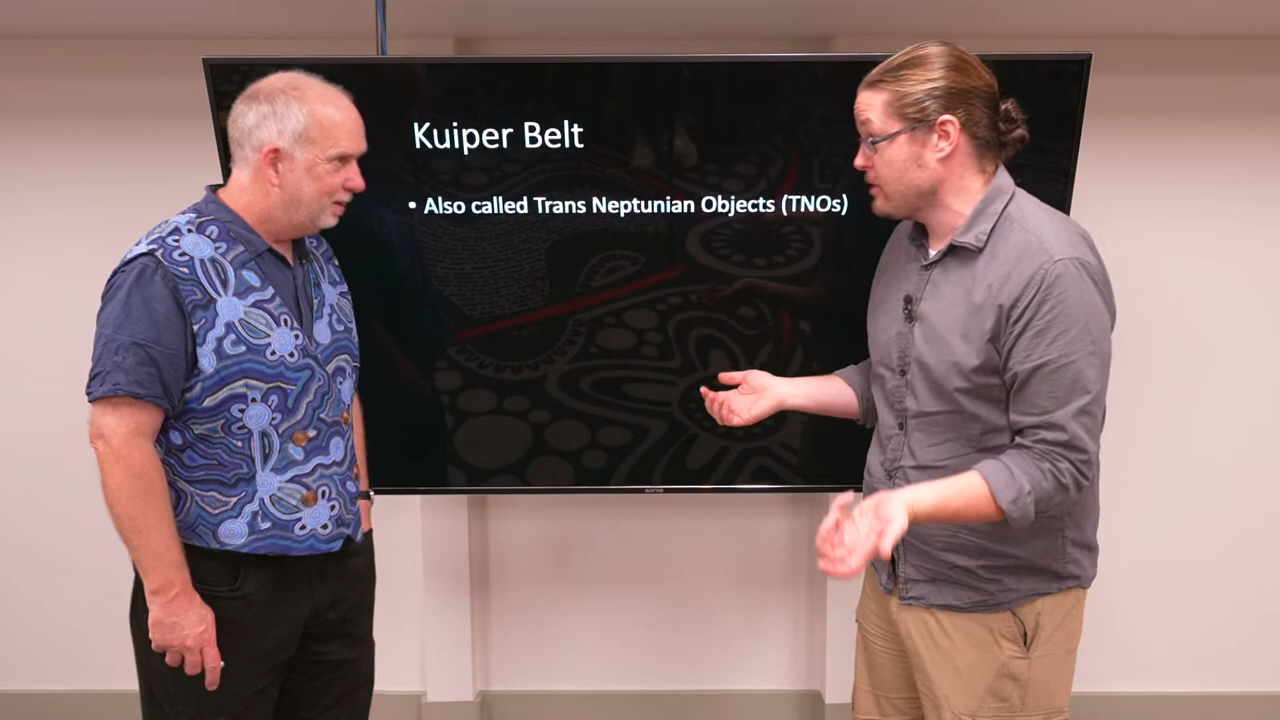 Kuiper Belt
• Also called Trans Neptunian Objects (TNOs)